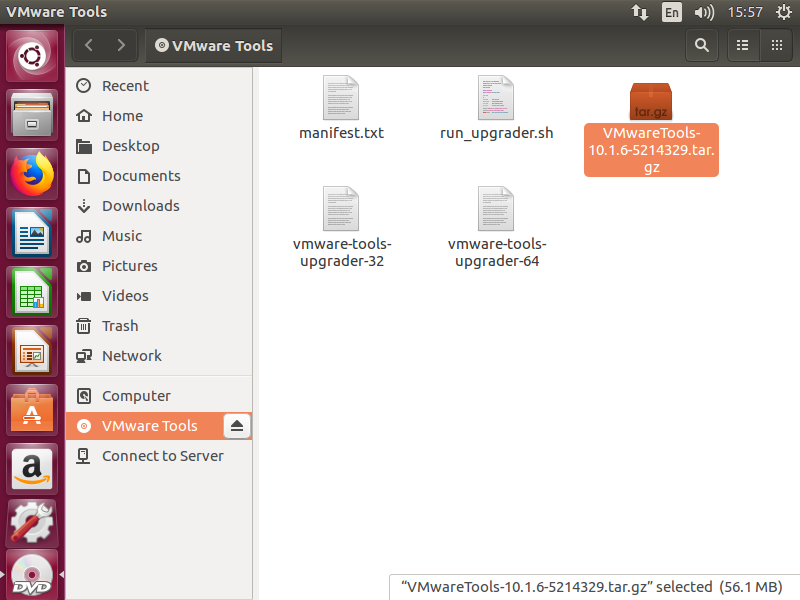 VMware Tools
En
15:57
VMware Tools
Recent
Home
Desktop
Documents
Downloads
Music
Pictures
Videos
Trash
Network
Computer
VMware Tools
Connect to Server
manifest.txt
run_upgrader.sh
tar.gz
VMwareTools-
10.1.6-5214329.tar.
gz
vmware-tools-
upgrader-32
vmware-tools-
upgrader-64
A
a
DVD
“VMwareTools-10.1.6-5214329.tar.gz” selected (56.1 MB)